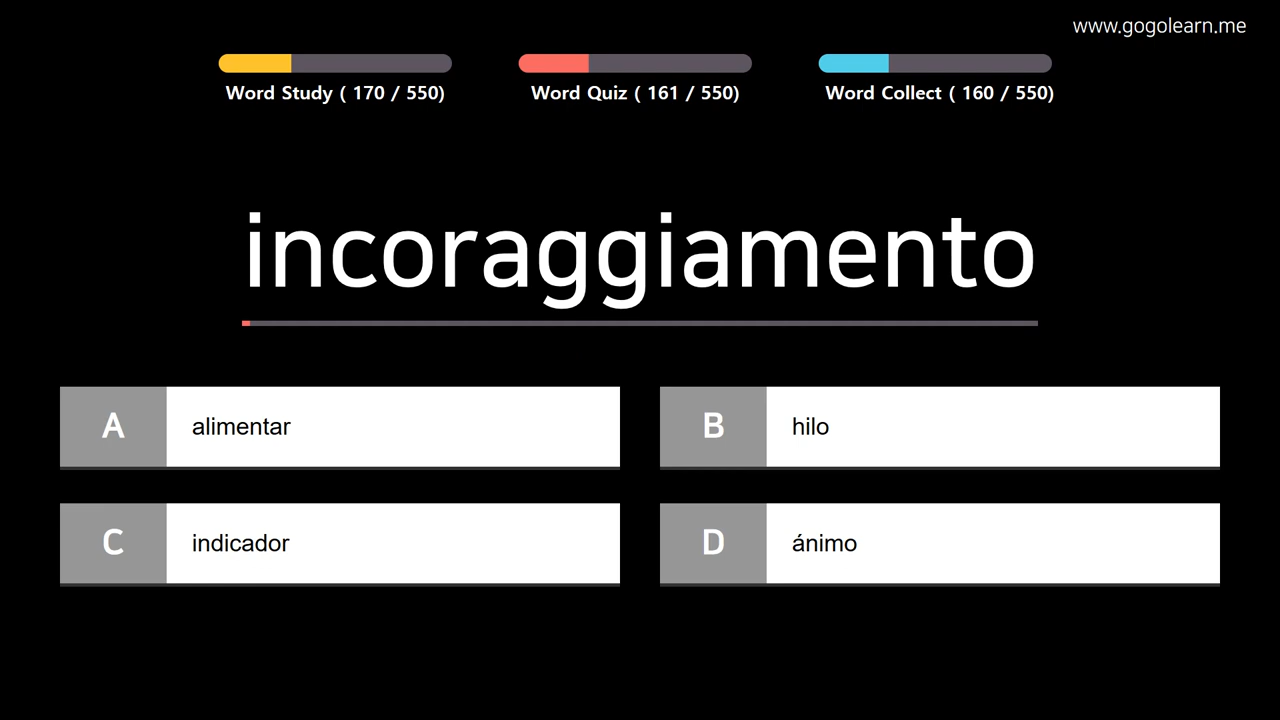 www.gogolearn.me
Word Study ( 170 / 550)
Word Quiz ( 161 / 550)
Word Collect ( 160 / 550)
incoraggiamento
A alimentar
B hilo
C indicador
D ánimo